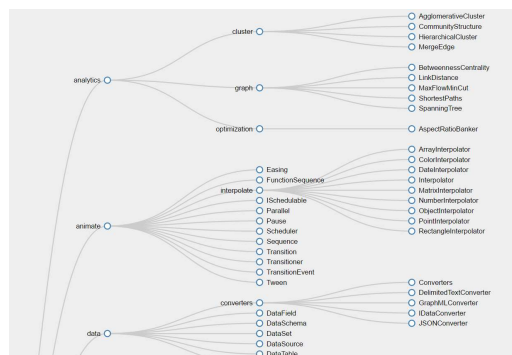 AgglomerativeCluster
cluster
CommunityStructure
HierarchicalCluster
MergeEdge
analytics
BetweennessCentrality
LinkDistance
graph
MaxFlowMinCut
ShortestPaths
SpanningTree
optimization
AspectRatioBanker
ArrayInterpolator
ColorInterpolator
Easing
DateInterpolator
FunctionSequence
Interpolator
interpolate
MatrixInterpolator
ISchedulable
NumberInterpolator
Parallel
ObjectInterpolator
Pause
PointInterpolator
animate
Scheduler
RectangleInterpolator
Sequence
Transition
Transitioner
TransitionEvent
Tween
Converters
DelimitedTextConverter
converters
GraphMLConverter
DataField
IDataConverter
DataSchema
JSONConverter
data
DataSet
DataSource
DataTable